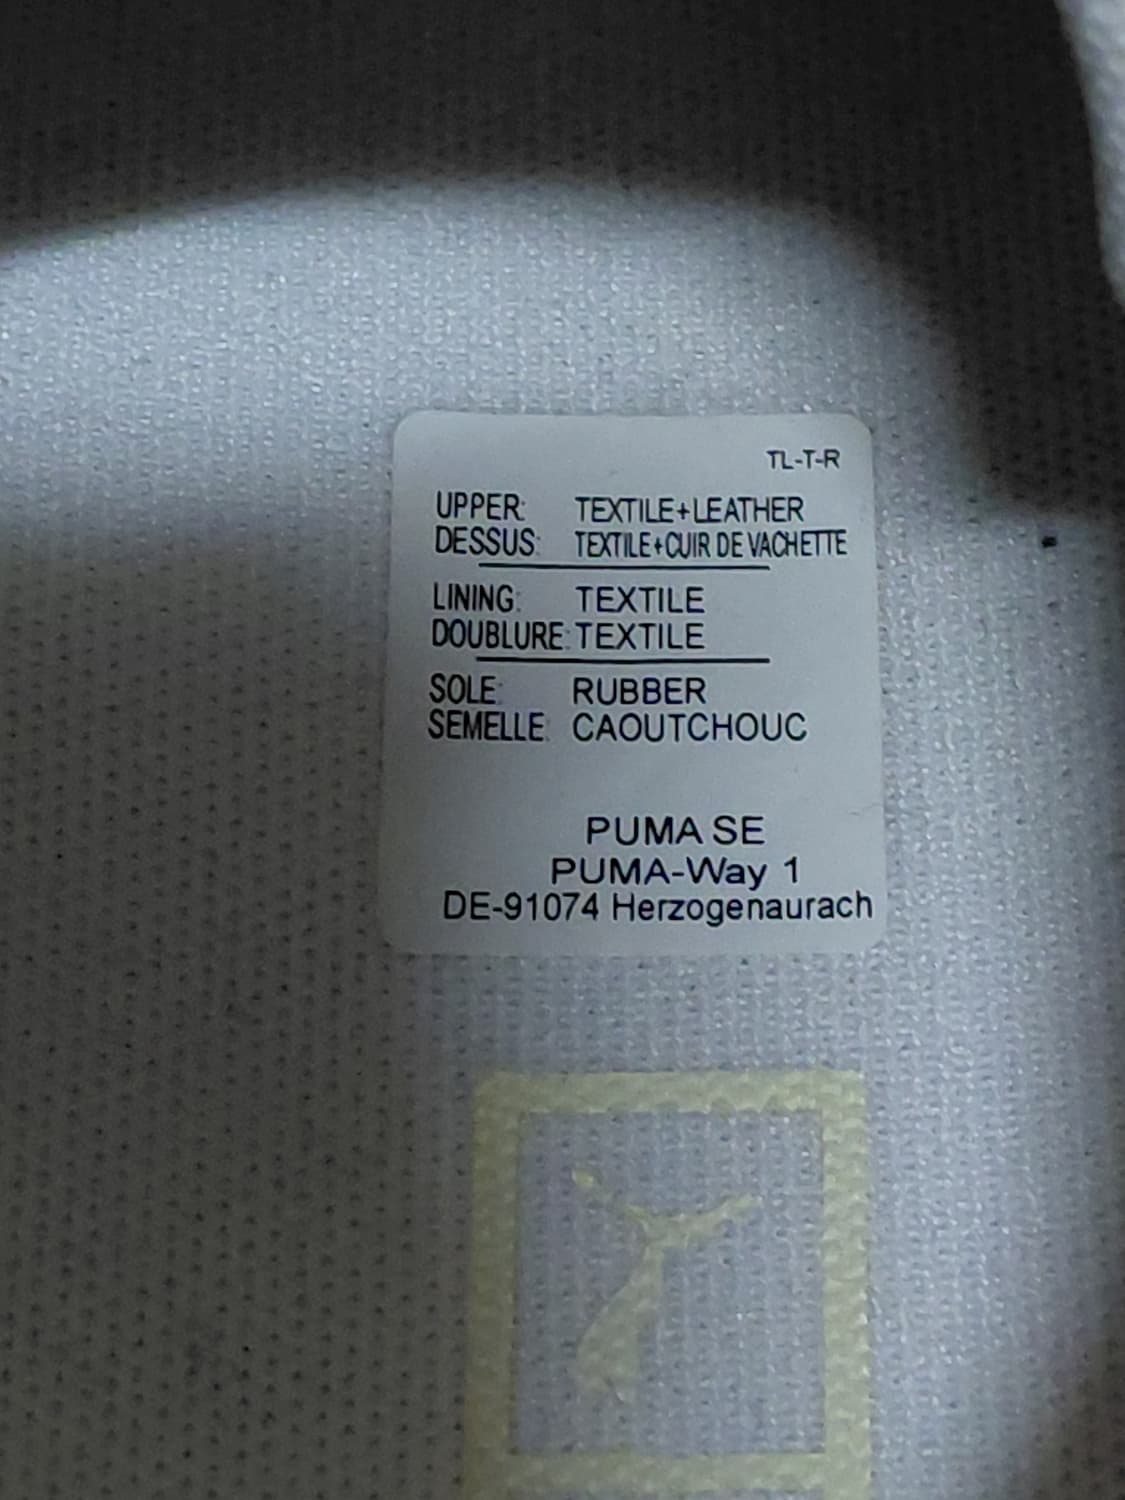 TL-T-R
UPPER: TEXTILE+LEATHER
DESSUS: TEXTILE+CUIR DE VACHETTE
LINING: TEXTILE
DOUBLURE: TEXTILE
SOLE: RUBBER
SEMELLE: CAOUTCHOUC
PUMA SE
PUMA-Way 1
DE-91074 Herzogenaurach